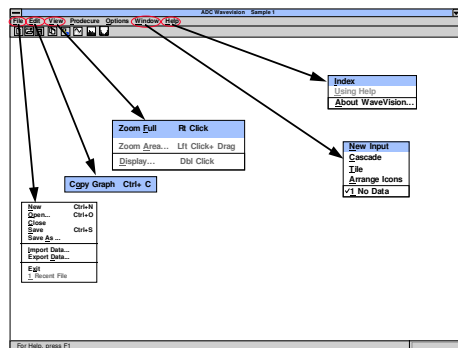 ADC Wavevision Sample 1
File Edit View Prodecure Options Window Help
Index
Using Help
About WaveVision...
Zoom Full Rt Click
Zoom Area... Lft Click+ Drag
Display... Dbl Click
New Input
Cascade
Tile
Arrange Icons
✓1 No Data
Copy Graph Ctrl+ C
New Ctrl+N
Open... Ctrl+O
Close
Save Ctrl+S
Save As ...
Import Data...
Export Data...
Exit
1 Recent File
For Help, press F1